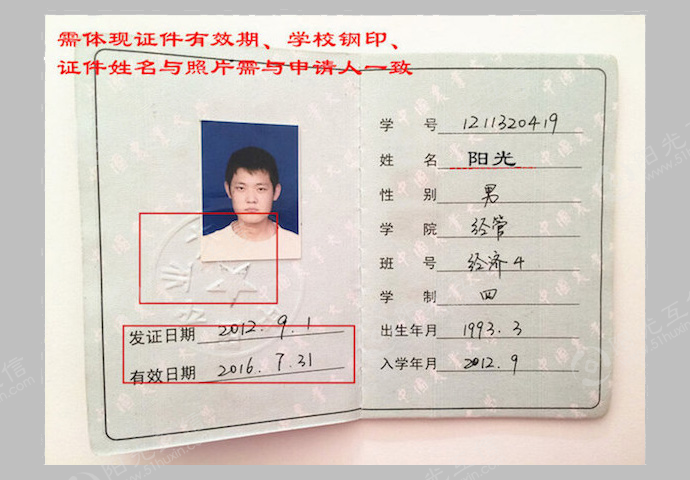 需体现证件有效期、学校钢印、
证件姓名与照片需与申请人一致
发证日期 2012.9.1
有效日期 2016.7.31
学 号 1211320419
姓 名 阳光
性 别 男
学 院 经管
班 号 经济4
学 制 四
出生年月 1993.3
入学年月 2012.9